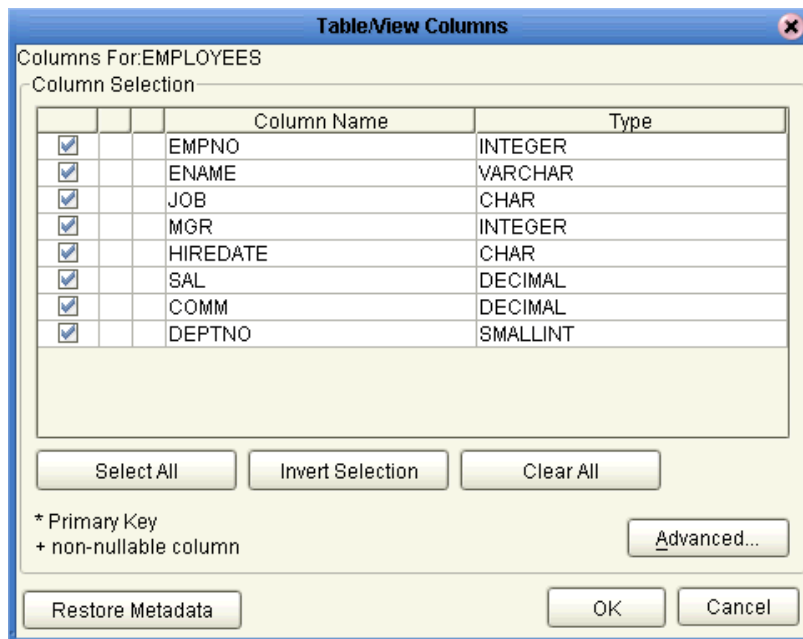 Table/View Columns
Columns For:EMPLOYEES
Column Selection
Column Name Type
EMPNO INTEGER
ENAME VARCHAR
JOB CHAR
MGR INTEGER
HIREDATE CHAR
SAL DECIMAL
COMM DECIMAL
DEPTNO SMALLINT
Select All Invert Selection Clear All
* Primary Key
+ non-nullable column
Advanced...
Restore Metadata OK Cancel